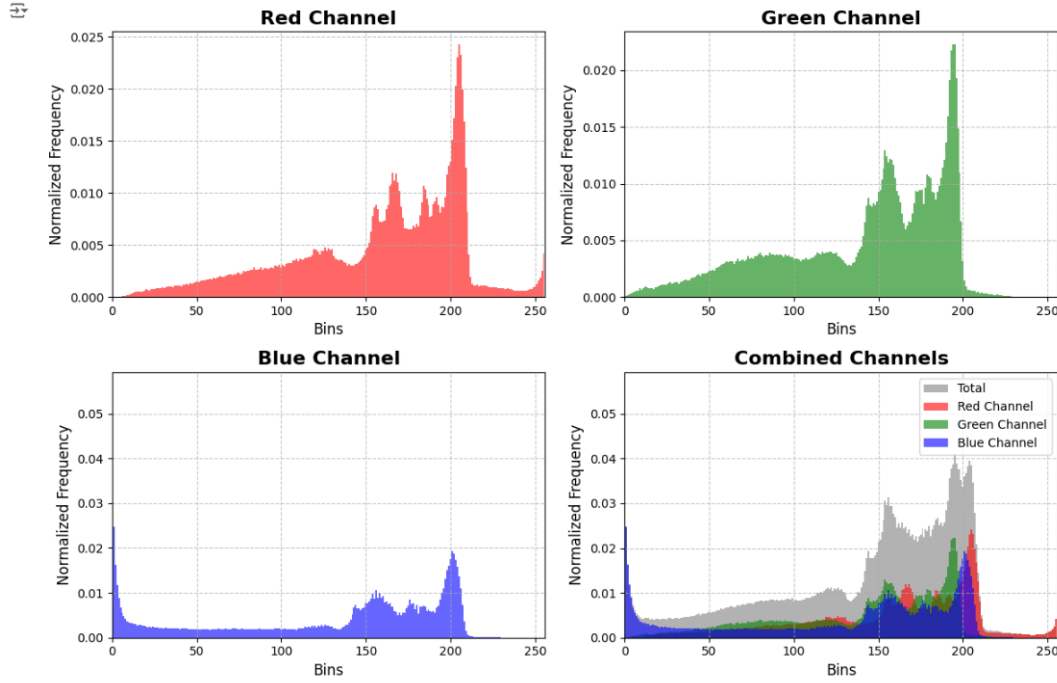 Red Channel
Normalized Frequency
0.025
0.020
0.015
0.010
0.005
0.000
0 50 100 150 200 250
Bins
Green Channel
Normalized Frequency
0.020
0.015
0.010
0.005
0.000
0 50 100 150 200 250
Bins
Blue Channel
Normalized Frequency
0.05
0.04
0.03
0.02
0.01
0.00
0 50 100 150 200 250
Bins
Combined Channels
Normalized Frequency
0.05
0.04
0.03
0.02
0.01
0.00
0 50 100 150 200 250
Bins
Total
Red Channel
Green Channel
Blue Channel